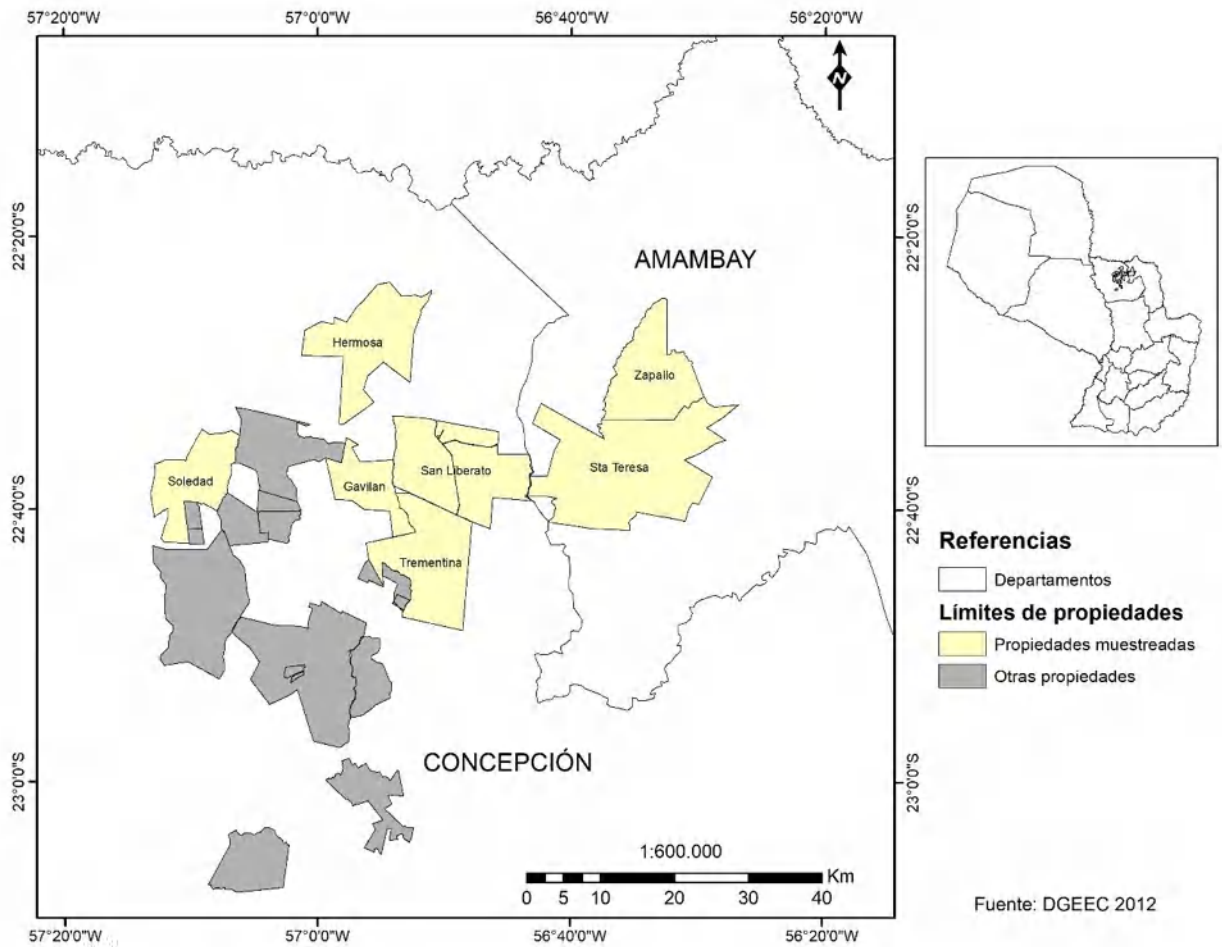 57°20'0"W 57°0'0"W 56°40'0"W 56°20'0"W
N
22°20'0"S
22°20'0"S
AMAMBAY
Hermosa
Zapallo
Soledad
Gavilan
San Liberato
Sta Teresa
22°40'0"S
22°40'0"S
Trementina
Referencias
Departamentos
Límites de propiedades
Propiedades muestreadas
Otras propiedades
CONCEPCIÓN
23°0'0"S
23°0'0"S
1:600.000
Km
0 5 10 20 30 40
Fuente: DGEEC 2012
57°20'0"W 57°0'0"W 56°40'0"W 56°20'0"W